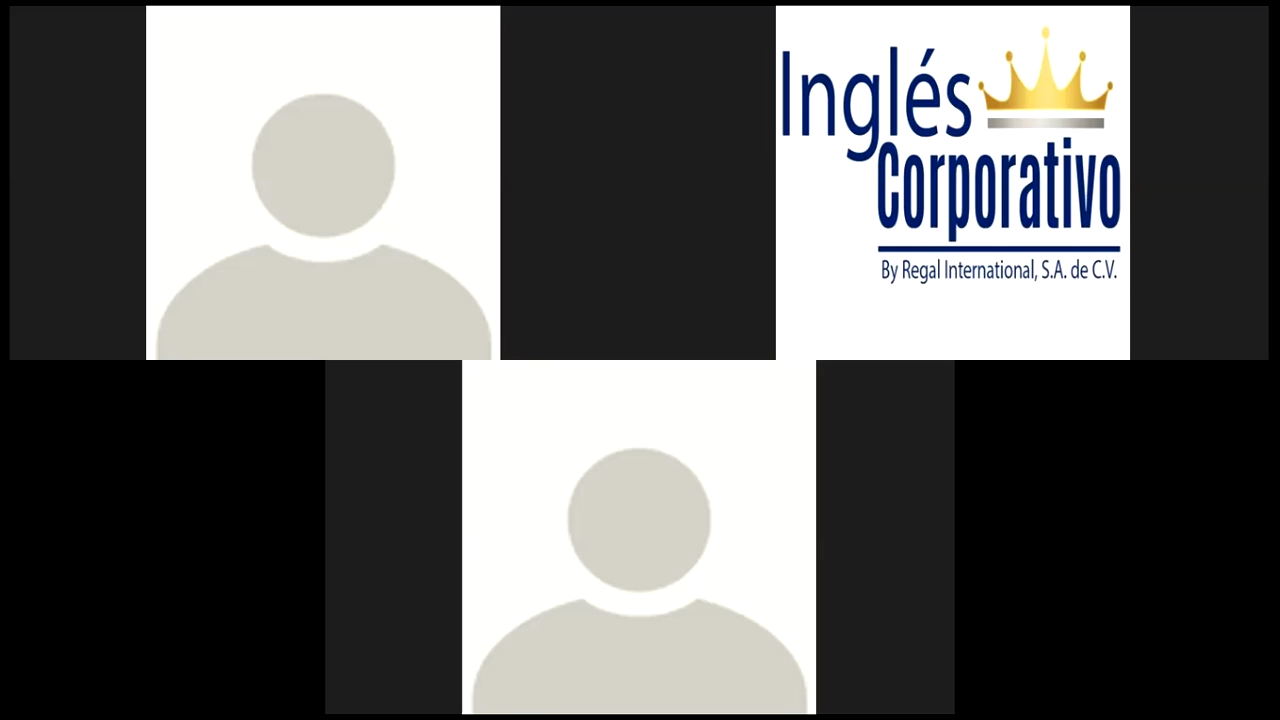 Inglés
Corporativo
By Regal International, S.A. de C.V.